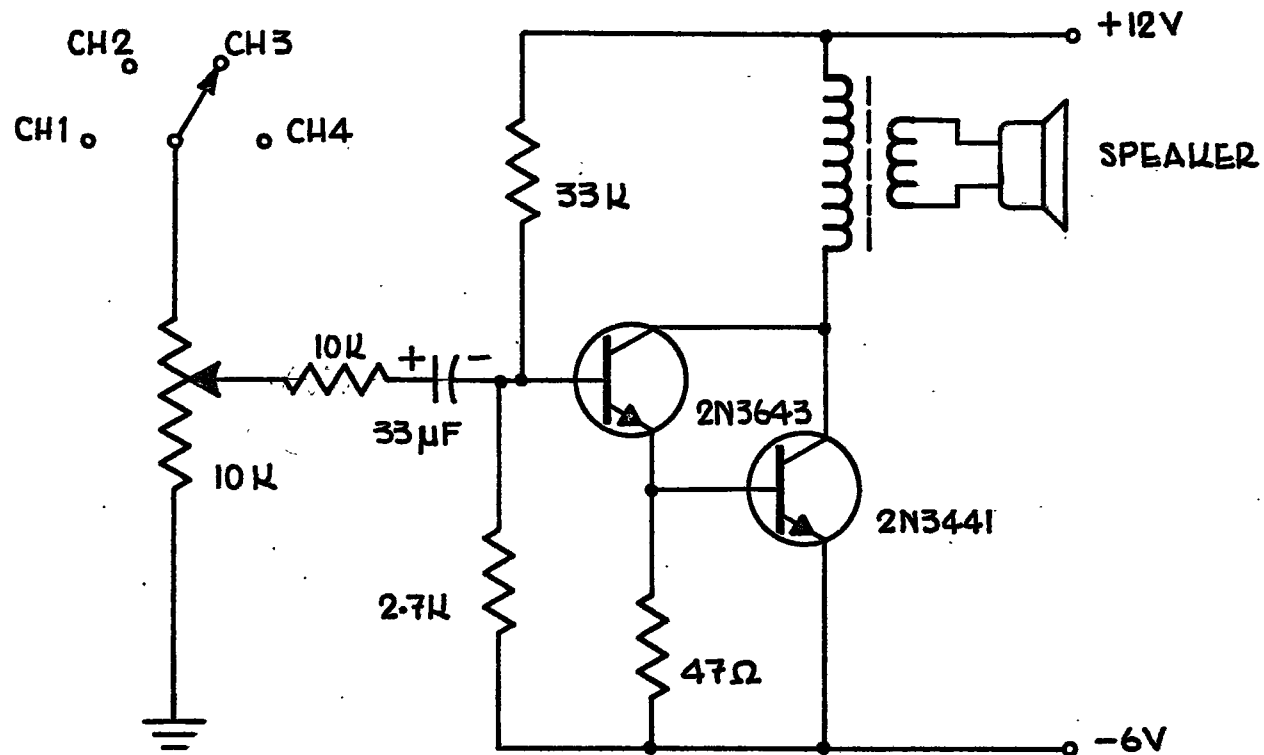 +12V
CH2
CH3
CH1
CH4
SPEAKER
33K
10K
+
-
33µF
2N3643
10K
2N3441
2.7K
47Ω
-6V